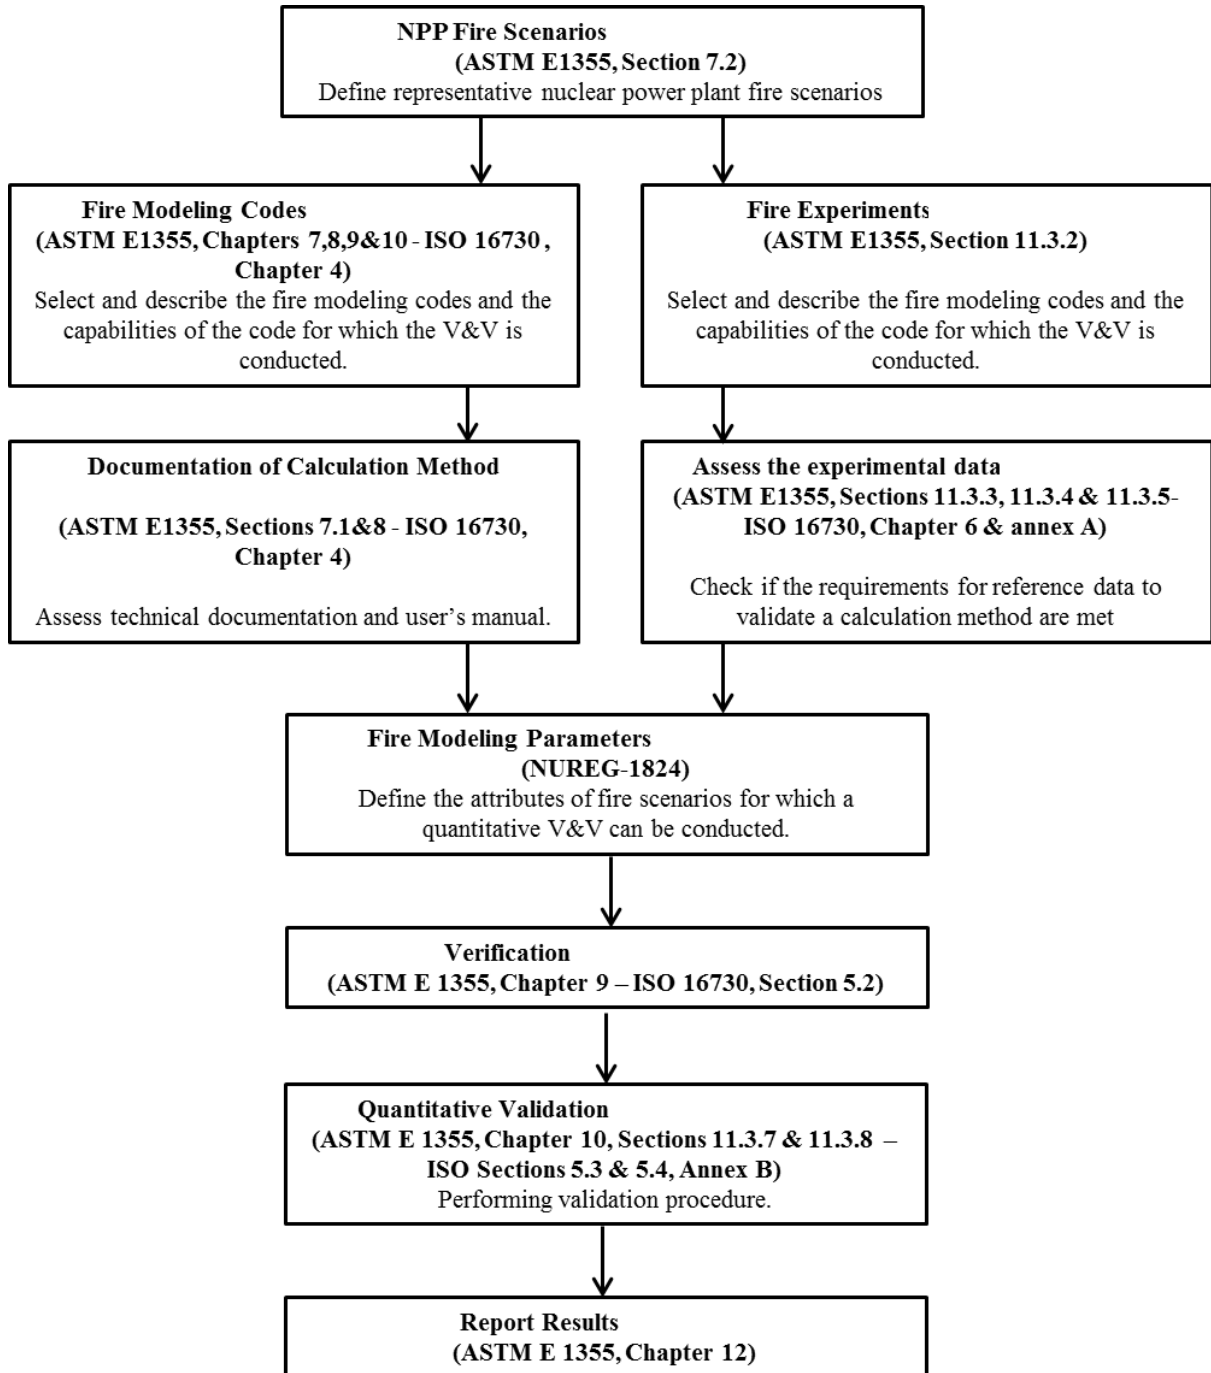 NPP Fire Scenarios
(ASTM E1355, Section 7.2)
Define representative nuclear power plant fire scenarios
Fire Modeling Codes
(ASTM E1355, Chapters 7,8,9&10 - ISO 16730 ,
Chapter 4)
Select and describe the fire modeling codes and the
capabilities of the code for which the V&V is
conducted.
Fire Experiments
(ASTM E1355, Section 11.3.2)
Select and describe the fire modeling codes and the
capabilities of the code for which the V&V is
conducted.
Documentation of Calculation Method
(ASTM E1355, Sections 7.1&8 - ISO 16730,
Chapter 4)
Assess technical documentation and user’s manual.
Assess the experimental data
(ASTM E1355, Sections 11.3.3, 11.3.4 & 11.3.5-
ISO 16730, Chapter 6 & annex A)
Check if the requirements for reference data to
validate a calculation method are met
Fire Modeling Parameters
(NUREG-1824)
Define the attributes of fire scenarios for which a
quantitative V&V can be conducted.
Verification
(ASTM E 1355, Chapter 9 – ISO 16730, Section 5.2)
Quantitative Validation
(ASTM E 1355, Chapter 10, Sections 11.3.7 & 11.3.8 –
ISO Sections 5.3 & 5.4, Annex B)
Performing validation procedure.
Report Results
(ASTM E 1355, Chapter 12)